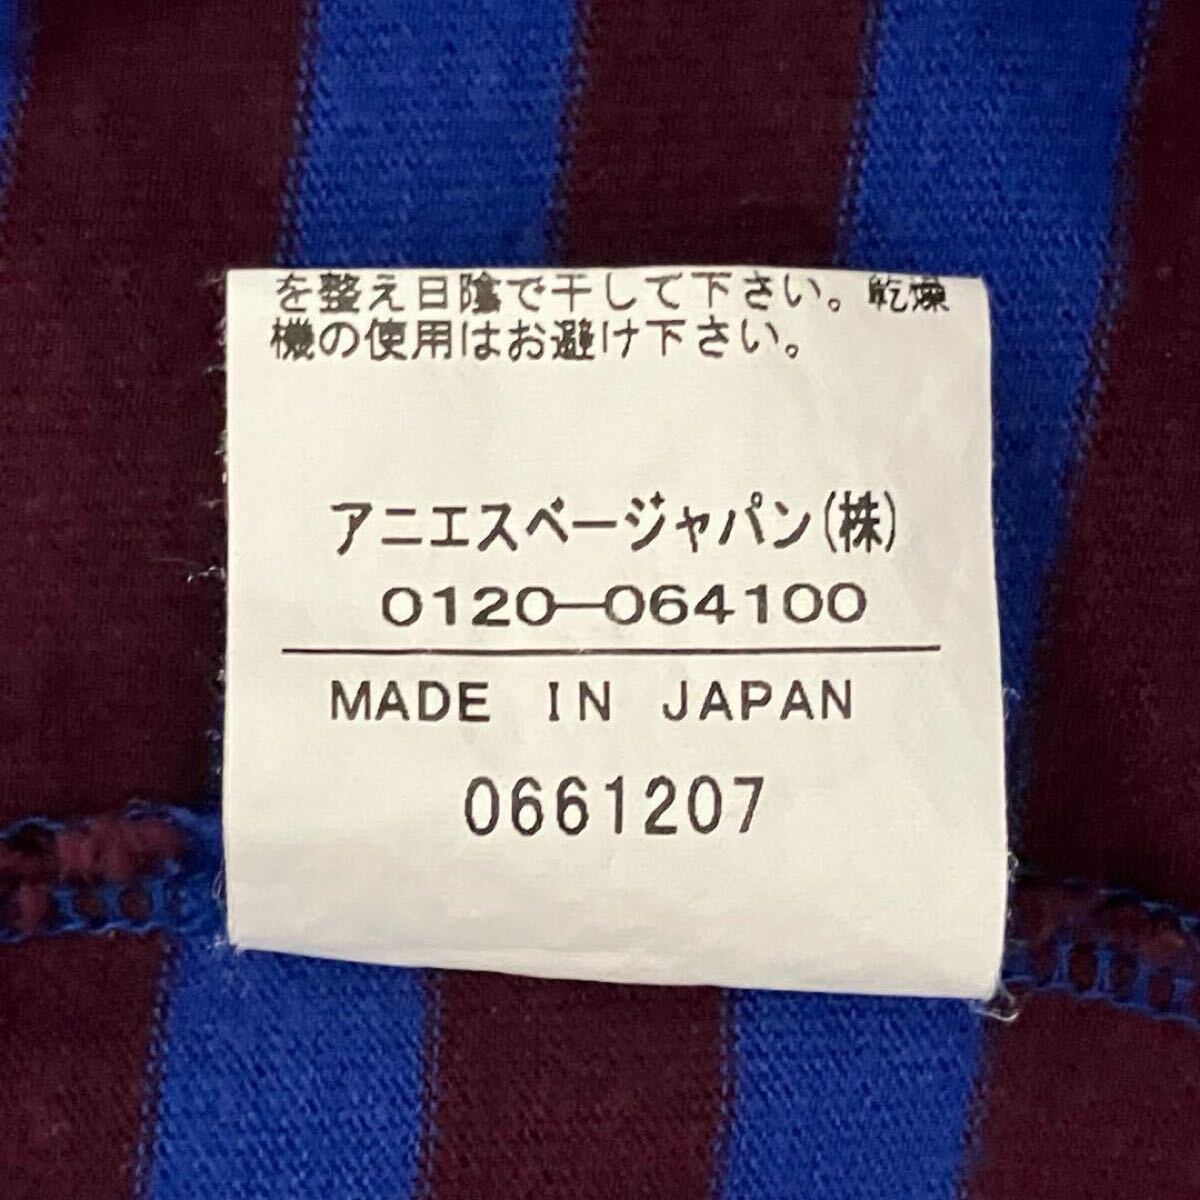 を整え日陰で干して下さい。乾燥
機の使用はお避け下さい。
アニエスベージャパン(株)
0120-064100
MADE IN JAPAN
0661207